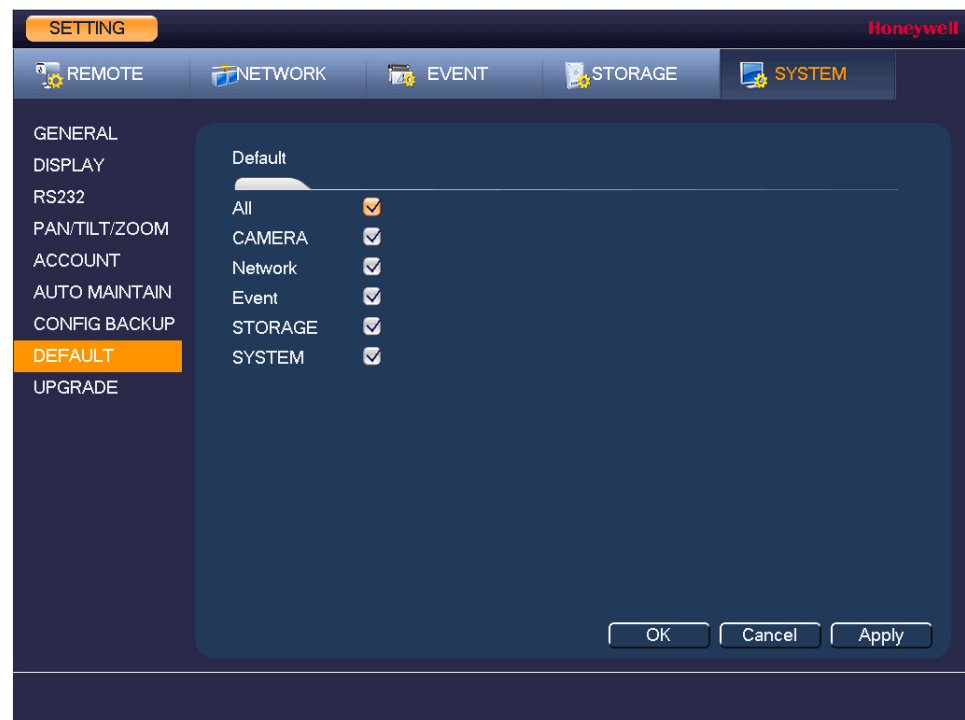 SETTING
Honeywell
REMOTE NETWORK EVENT STORAGE SYSTEM
GENERAL
DISPLAY
RS232
PAN/TILT/ZOOM
ACCOUNT
AUTO MAINTAIN
CONFIG BACKUP
DEFAULT
UPGRADE
Default
All
CAMERA
Network
Event
STORAGE
SYSTEM
OK Cancel Apply